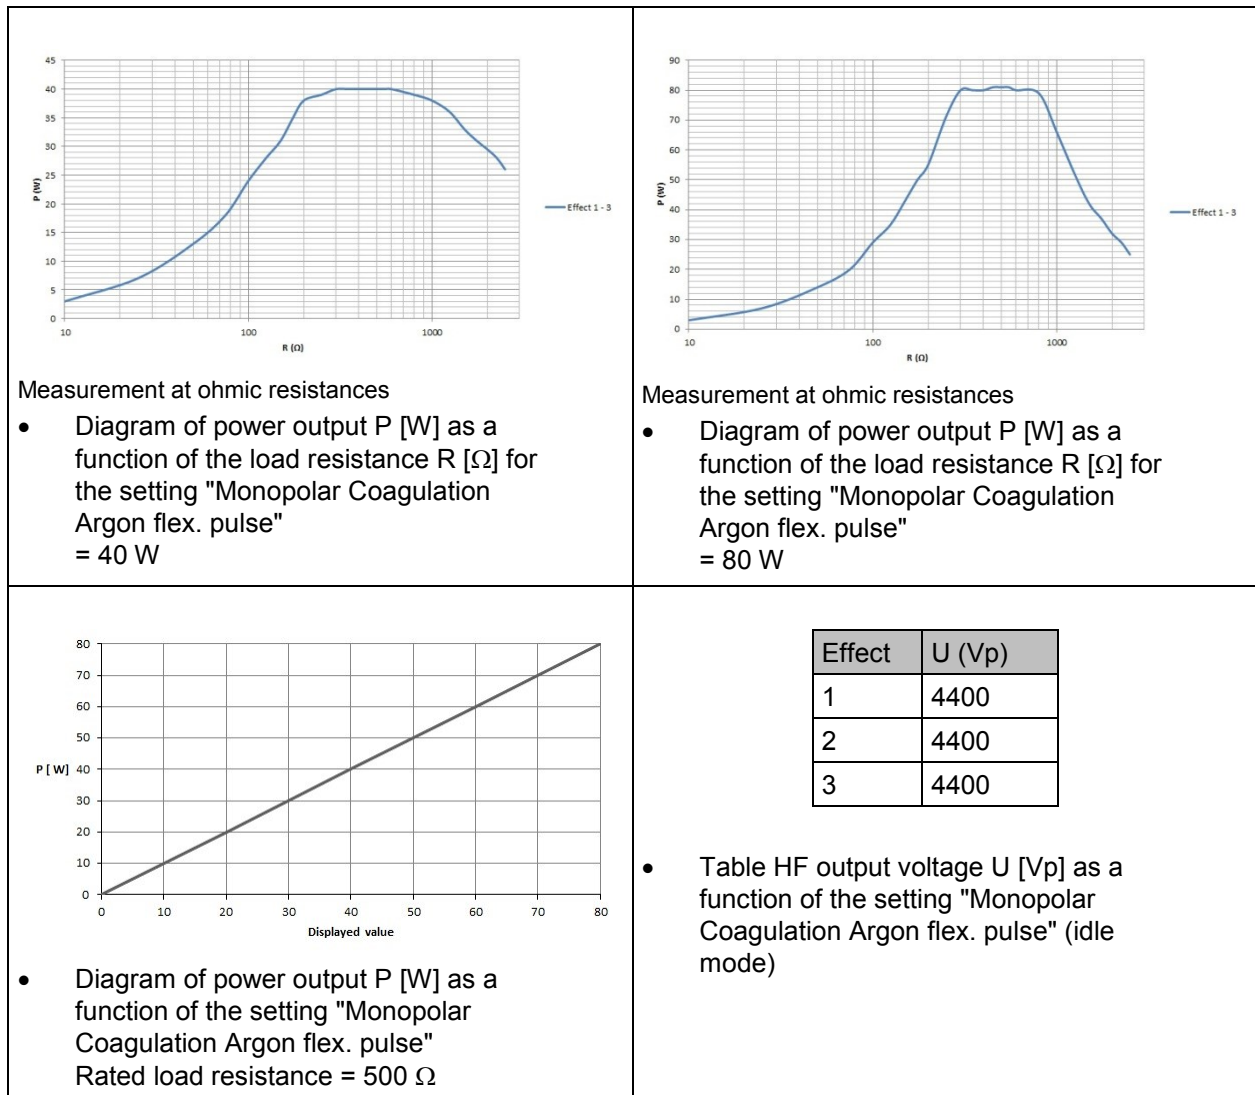 45
40
35
30
25
20
15
10
5
0
P (W)
10
100
1000
R (Ω)
Effect 1 - 3
Measurement at ohmic resistances
• Diagram of power output P [W] as a
function of the load resistance R [Ω] for
the setting "Monopolar Coagulation
Argon flex. pulse"
= 40 W
90
80
70
60
50
40
30
20
10
0
P (W)
10
100
1000
R (Ω)
Effect 1 - 3
Measurement at ohmic resistances
• Diagram of power output P [W] as a
function of the load resistance R [Ω] for
the setting "Monopolar Coagulation
Argon flex. pulse"
= 80 W
80
70
60
50
P [ W] 40
30
20
10
0
0 10 20 30 40 50 60 70 80
Displayed value
• Diagram of power output P [W] as a
function of the setting "Monopolar
Coagulation Argon flex. pulse"
Rated load resistance = 500 Ω
Effect U (Vp)
1 4400
2 4400
3 4400
• Table HF output voltage U [Vp] as a
function of the setting "Monopolar
Coagulation Argon flex. pulse" (idle
mode)